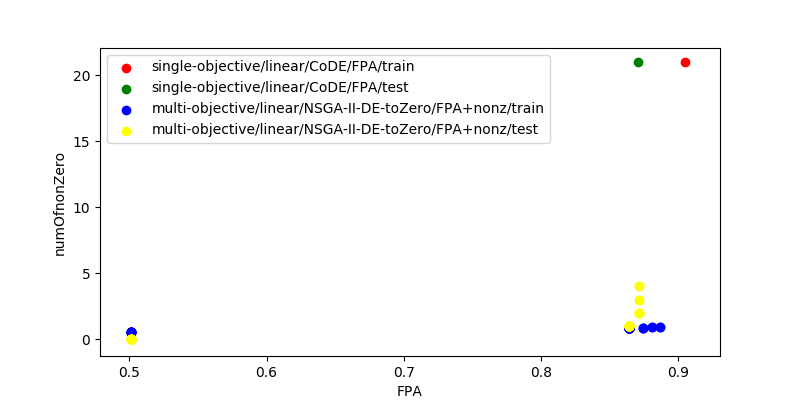 single-objective/linear/CoDE/FPA/train
single-objective/linear/CoDE/FPA/test
multi-objective/linear/NSGA-II-DE-toZero/FPA+nonz/train
multi-objective/linear/NSGA-II-DE-toZero/FPA+nonz/test
numOfnonZero
20
15
10
5
0
0.5 0.6 0.7 0.8 0.9
FPA